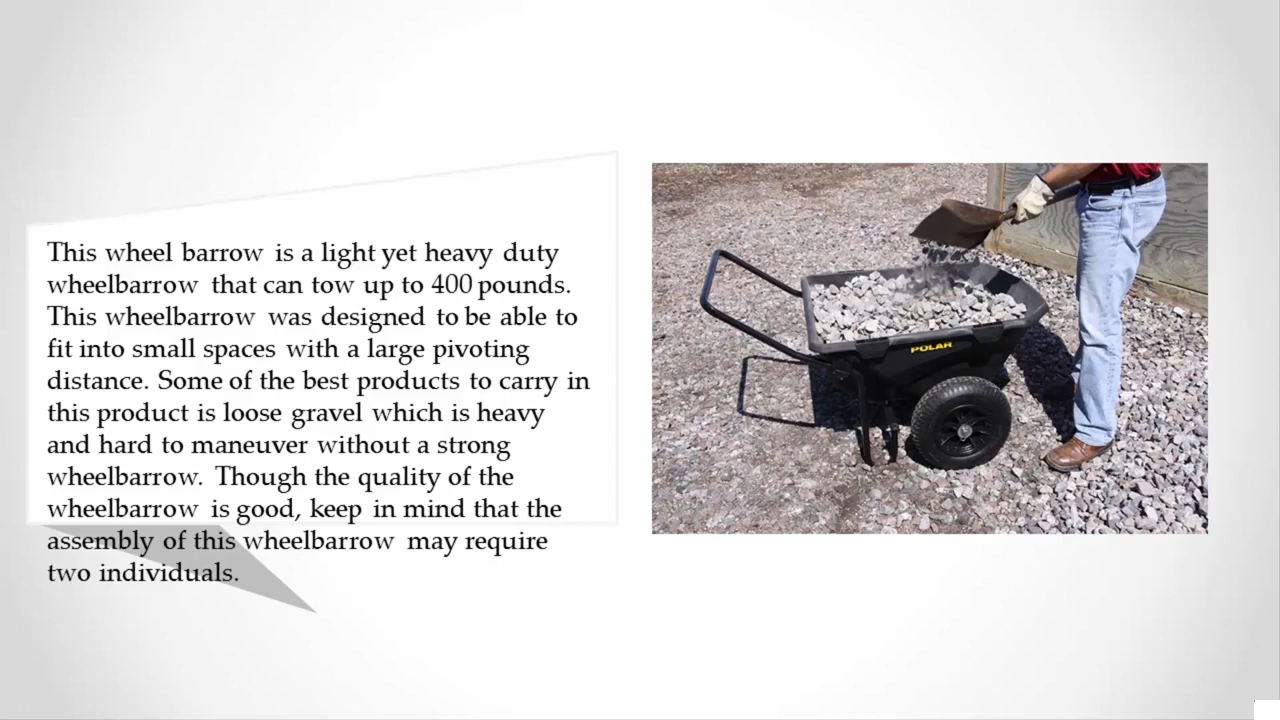 This wheel barrow is a light yet heavy duty
wheelbarrow that can tow up to 400 pounds.
This wheelbarrow was designed to be able to
fit into small spaces with a large pivoting
distance. Some of the best products to carry in
this product is loose gravel which is heavy
and hard to maneuver without a strong
wheelbarrow. Though the quality of the
wheelbarrow is good, keep in mind that the
assembly of this wheelbarrow may require
two individuals.
POLAR